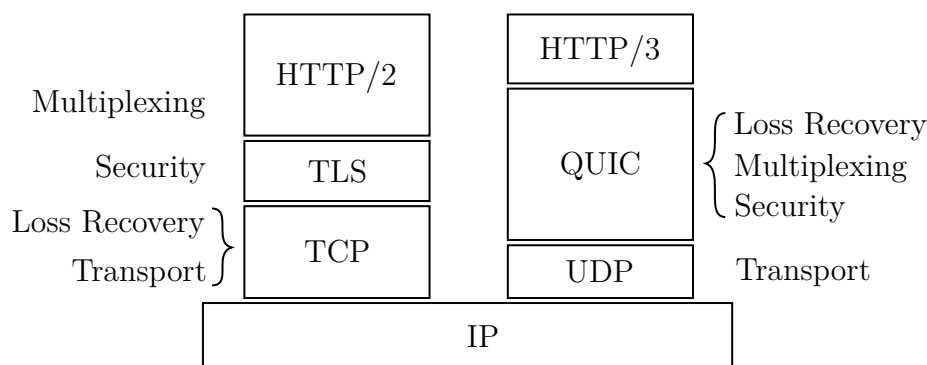 HTTP/2
HTTP/3
Multiplexing
Loss Recovery
Security
TLS
QUIC
Multiplexing
Security
Loss Recovery
TCP
Transport
UDP
Transport
IP